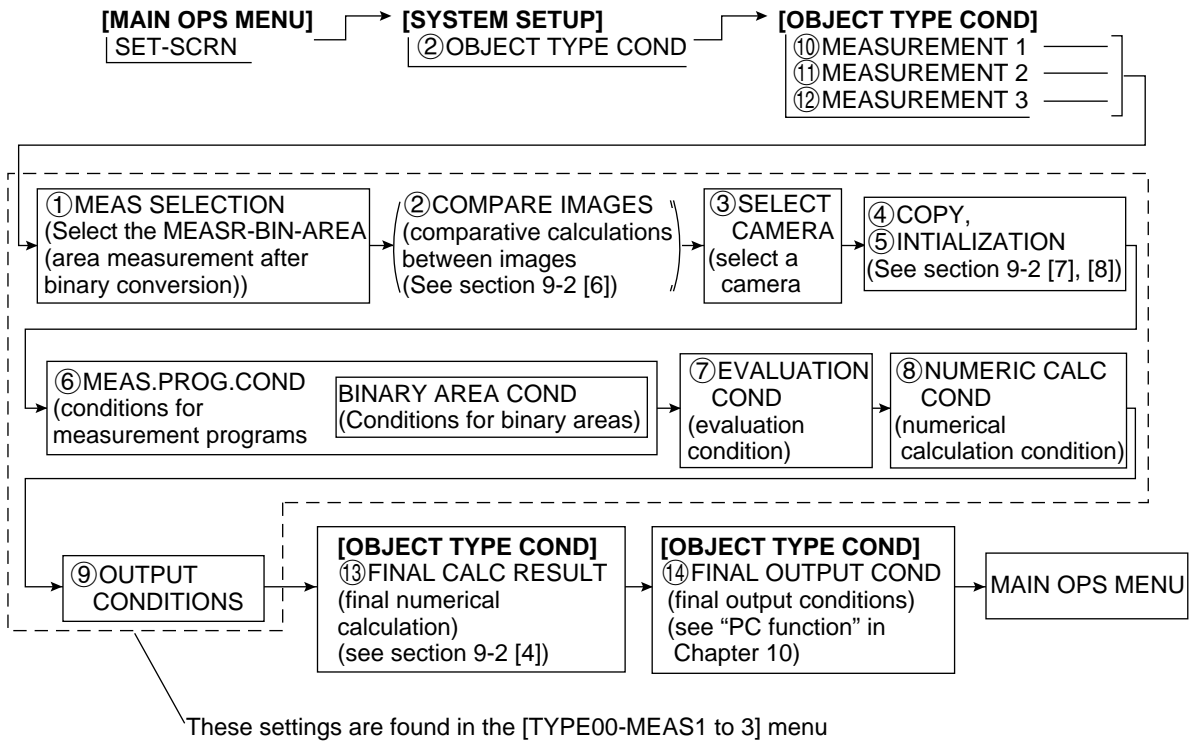 [MAIN OPS MENU]
SET-SCRN
[SYSTEM SETUP]
②OBJECT TYPE COND
[OBJECT TYPE COND]
⑩MEASUREMENT 1
⑪MEASUREMENT 2
⑫MEASUREMENT 3
①MEAS SELECTION
(Select the MEASR-BIN-AREA
(area measurement after
binary conversion))
②COMPARE IMAGES
(comparative calculations
between images
(See section 9-2 [6])
③SELECT
CAMERA
(select a
camera
④COPY,
⑤INTIALIZATION
(See section 9-2 [7], [8])
⑥MEAS.PROG.COND
(conditions for
measurement programs
BINARY AREA COND
(Conditions for binary areas)
⑦EVALUATION
COND
(evaluation
condition)
⑧NUMERIC CALC
COND
(numerical
calculation condition)
⑨OUTPUT
CONDITIONS
[OBJECT TYPE COND]
⑬FINAL CALC RESULT
(final numerical
calculation)
(see section 9-2 [4])
[OBJECT TYPE COND]
⑭FINAL OUTPUT COND
(final output conditions)
(see “PC function” in
Chapter 10)
MAIN OPS MENU
These settings are found in the [TYPE00-MEAS1 to 3] menu